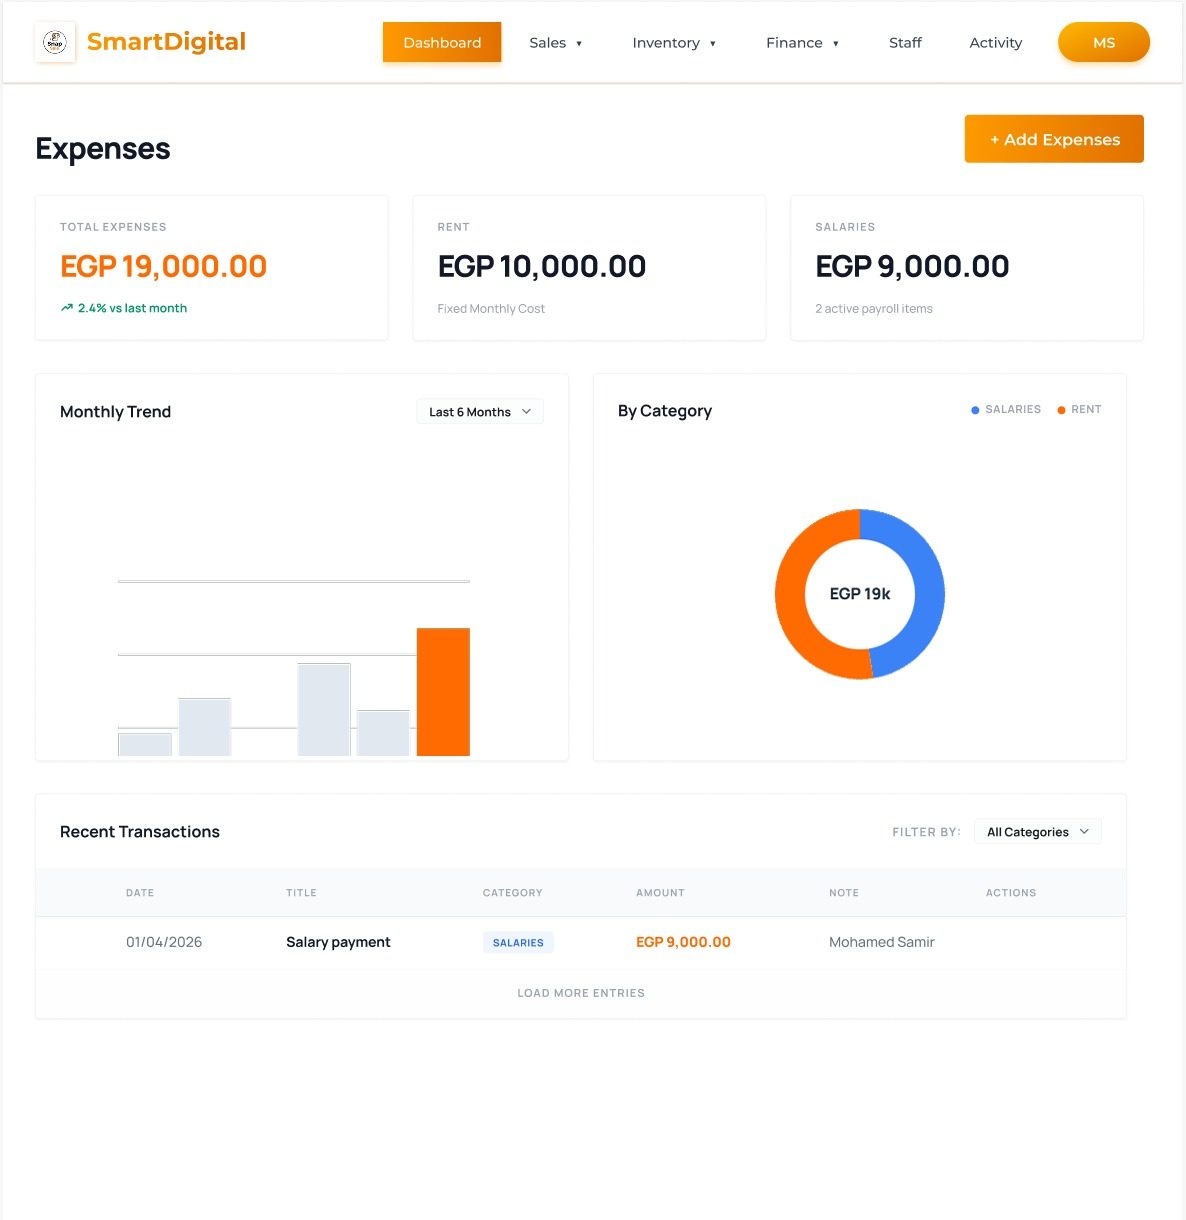 Snap
SmartDigital
Dashboard
Sales ▾
Inventory ▾
Finance ▾
Staff
Activity
MS
Expenses
+ Add Expenses
TOTAL EXPENSES
EGP 19,000.00
2.4% vs last month
RENT
EGP 10,000.00
Fixed Monthly Cost
SALARIES
EGP 9,000.00
2 active payroll items
Monthly Trend
Last 6 Months
By Category
SALARIES
RENT
EGP 19k
Recent Transactions
FILTER BY:
All Categories
DATE TITLE CATEGORY AMOUNT NOTE ACTIONS
01/04/2026 Salary payment SALARIES EGP 9,000.00 Mohamed Samir
LOAD MORE ENTRIES